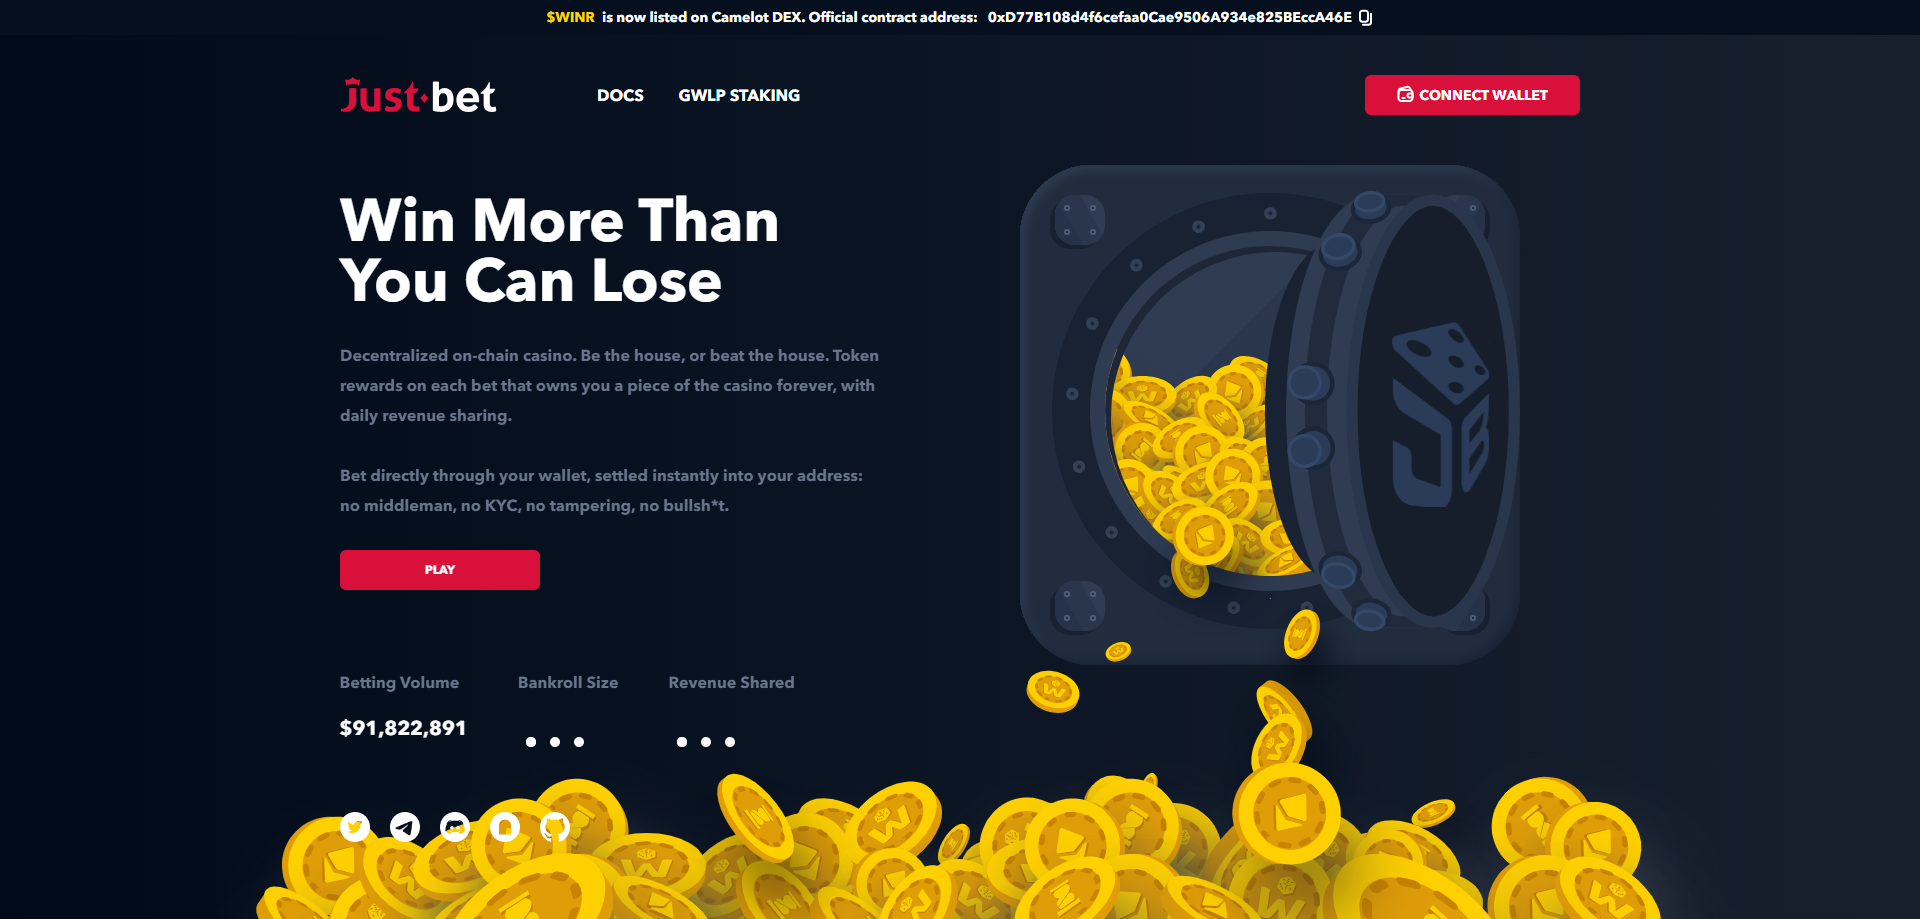 $WINR is now listed on Camelot DEX. Official contract address: 0xD77B108d4f6cefaa0Cae9506A934e825BEccA46E
Just bet
DOCS
GWLP STAKING
CONNECT WALLET
Win More Than
You Can Lose
Decentralized on-chain casino. Be the house, or beat the house. Token
rewards on each bet that owns you a piece of the casino forever, with
daily revenue sharing.
Bet directly through your wallet, settled instantly into your address:
no middleman, no KYC, no tampering, no bullsh*t.
PLAY
JB
Betting Volume
Bankroll Size
Revenue Shared
$91,822,891